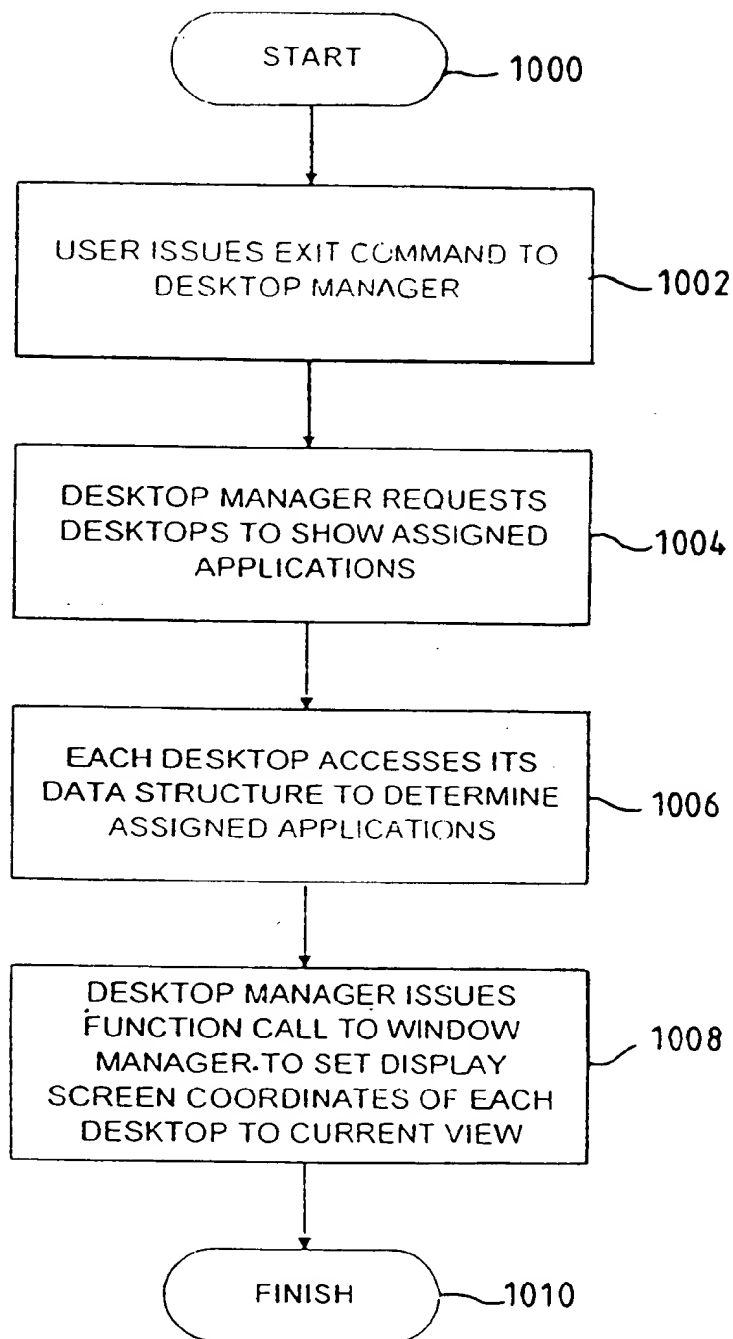 START
1000
USER ISSUES EXIT COMMAND TO
DESKTOP MANAGER
1002
DESKTOP MANAGER REQUESTS
DESKTOPS TO SHOW ASSIGNED
APPLICATIONS
1004
EACH DESKTOP ACCESSES ITS
DATA STRUCTURE TO DETERMINE
ASSIGNED APPLICATIONS
1006
DESKTOP MANAGER ISSUES
FUNCTION CALL TO WINDOW
MANAGER TO SET DISPLAY
SCREEN COORDINATES OF EACH
DESKTOP TO CURRENT VIEW
1008
FINISH
1010